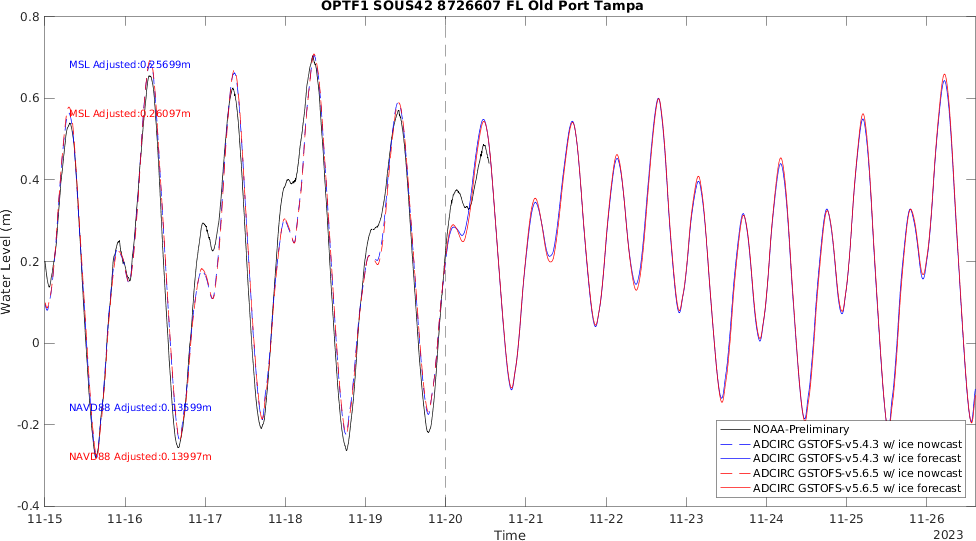 OPTF1 SOUS42 8726607 FL Old Port Tampa
0.8
0.6
0.4
0.2
0
-0.2
-0.4
Water Level (m)
MSL Adjusted:0.25699m
MSL Adjusted:0.26097m
NAVD88 Adjusted:0.13599m
NAVD88 Adjusted:0.13997m
NOAA-Preliminary
ADCIRC GSTOFS-v5.4.3 w/ ice nowcast
ADCIRC GSTOFS-v5.4.3 w/ ice forecast
ADCIRC GSTOFS-v5.6.5 w/ ice nowcast
ADCIRC GSTOFS-v5.6.5 w/ ice forecast
11-15 11-16 11-17 11-18 11-19 11-20 11-21 11-22 11-23 11-24 11-25 11-26
Time
2023